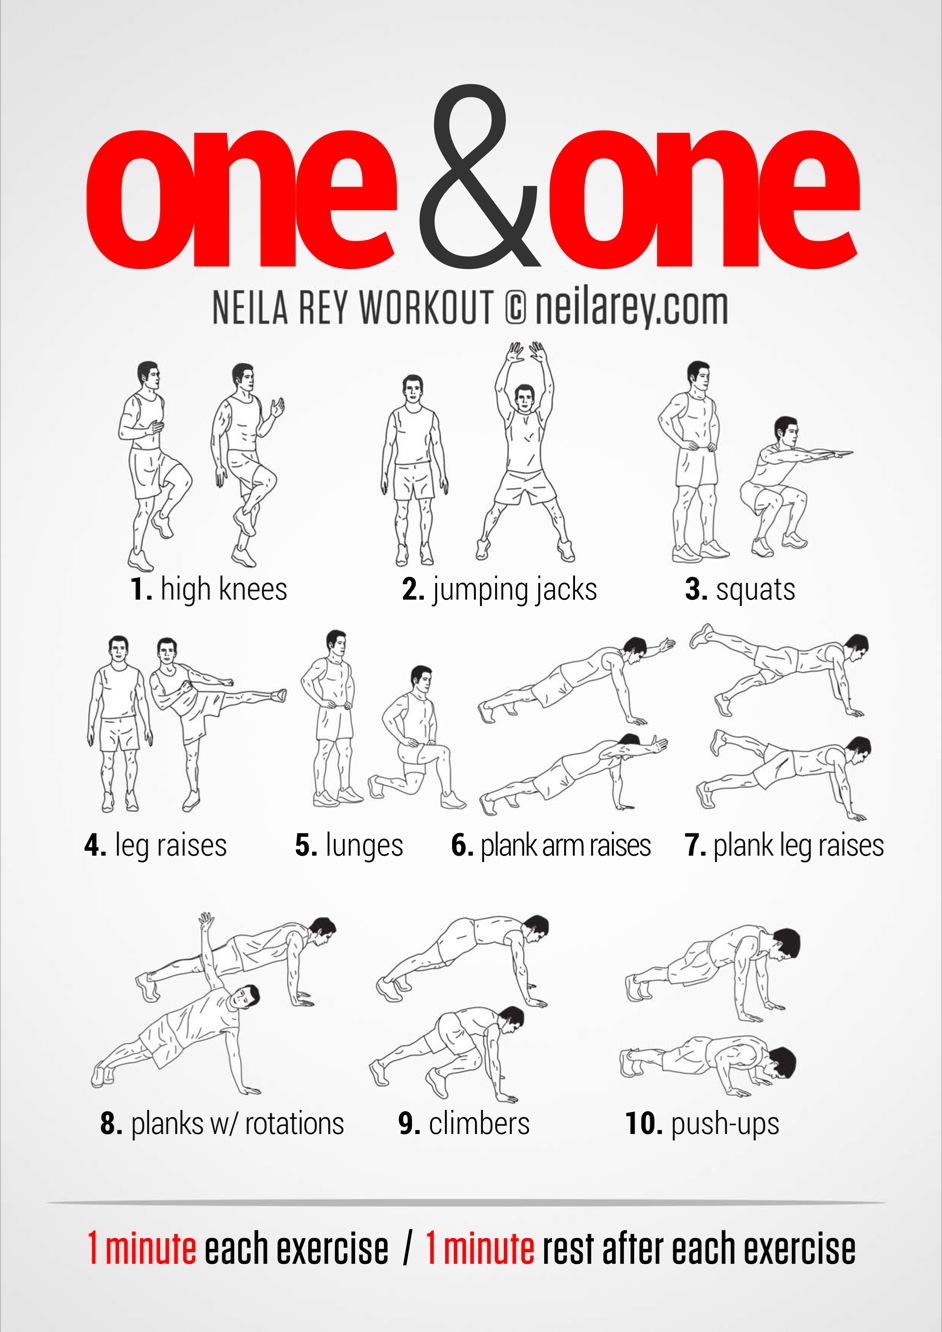 one & one
NEILA REY WORKOUT © neilarey.com
1. high knees
2. jumping jacks
3. squats
4. leg raises
5. lunges
6. plank arm raises
7. plank leg raises
8. planks w/ rotations
9. climbers
10. push-ups
1 minute each exercise / 1 minute rest after each exercise